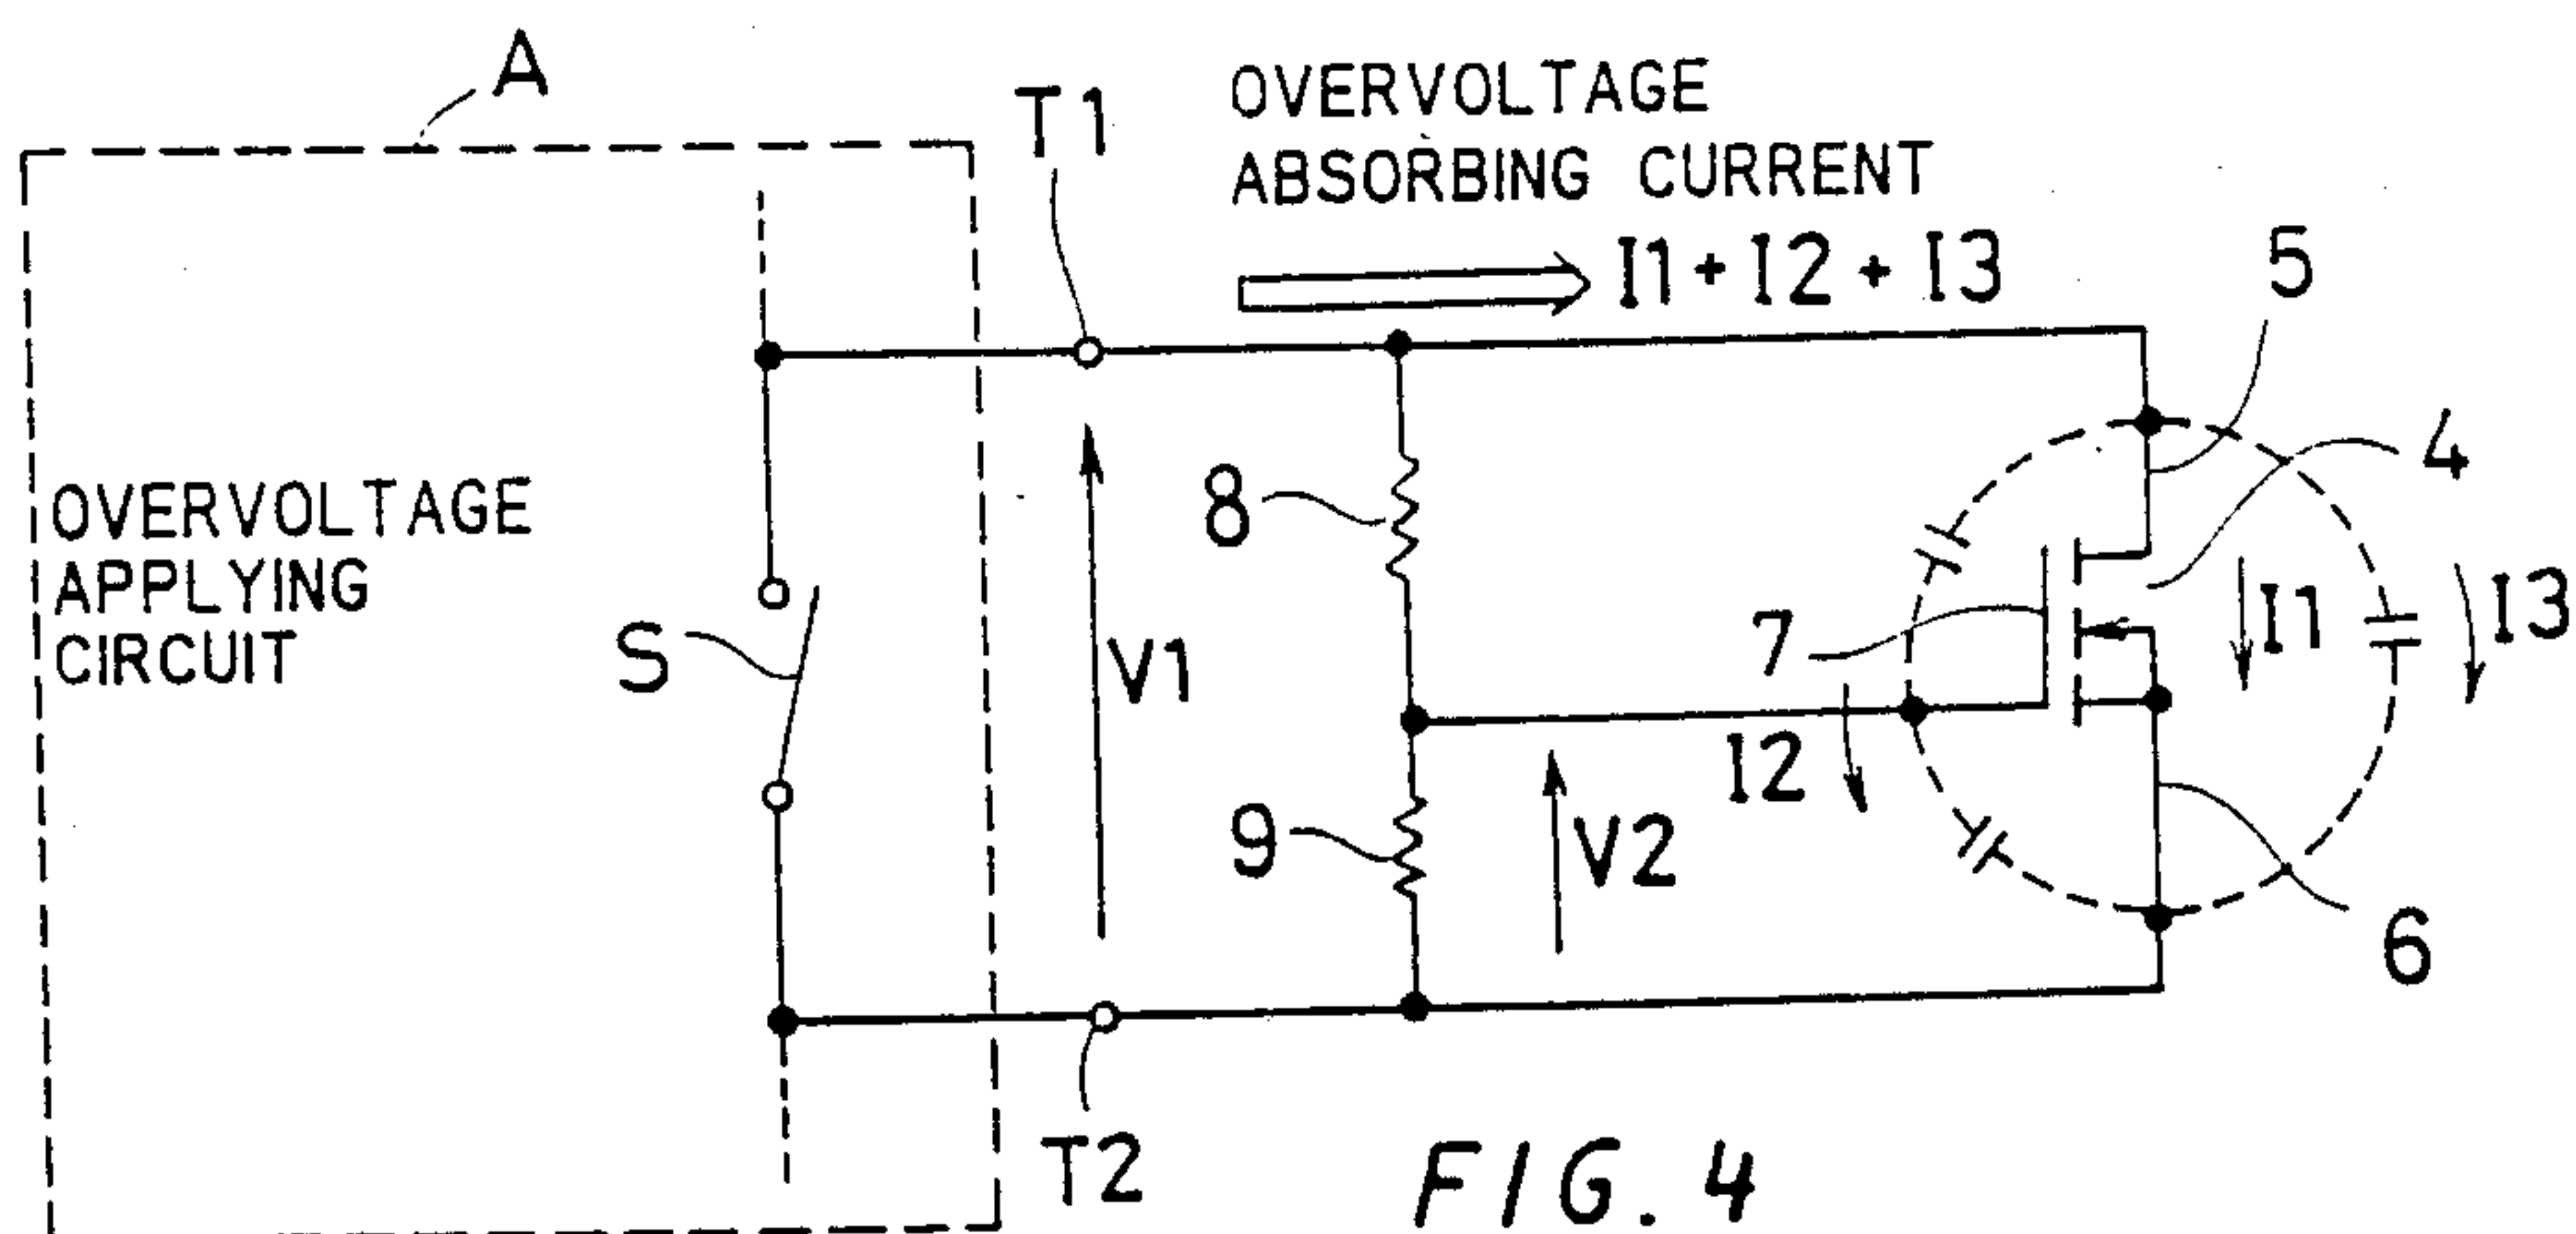 A
T1
OVERVOLTAGE
ABSORBING CURRENT
I1 + I2 + I3
5
4
OVERVOLTAGE
APPLYING
CIRCUIT
S
V1
8
7
I1
I3
I2
9
V2
6
T2
FIG. 4